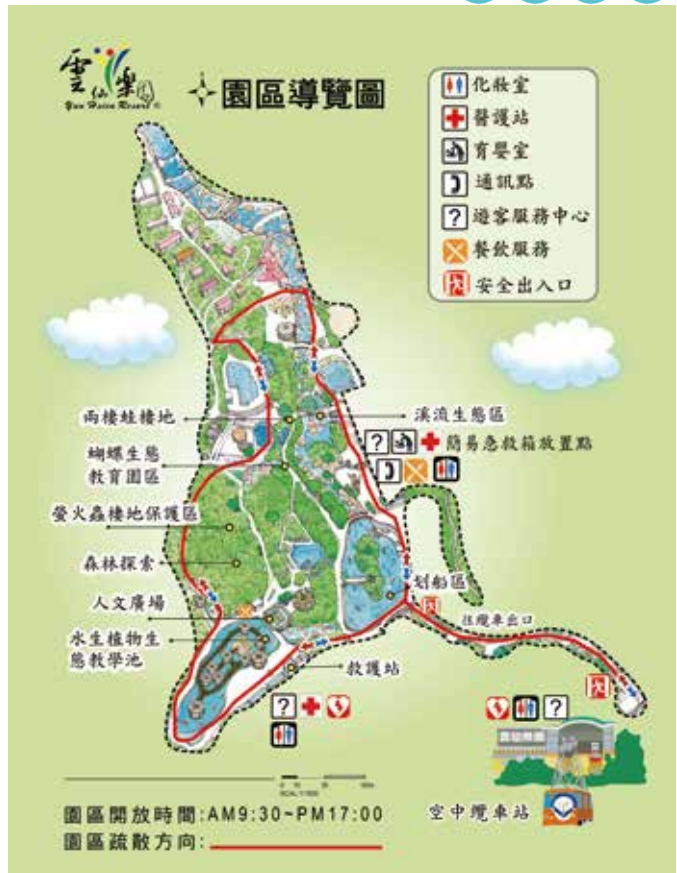 雲仙樂園
Yun Hsien Resort ®
園區導覽圖
化妝室
醫護站
育嬰室
通訊點
? 遊客服務中心
餐飲服務
安全出入口
兩棲蛙棲地
溪流生態區
? 簡易急救箱放置點
蝴蝶生態
教育園區
螢火蟲棲地保護區
森林探索
划船區
人文廣場
往纜車出口
水生植物生
態教學池
救護站
?
?
空中纜車站
園區開放時間:AM9:30~PM17:00
園區疏散方向: